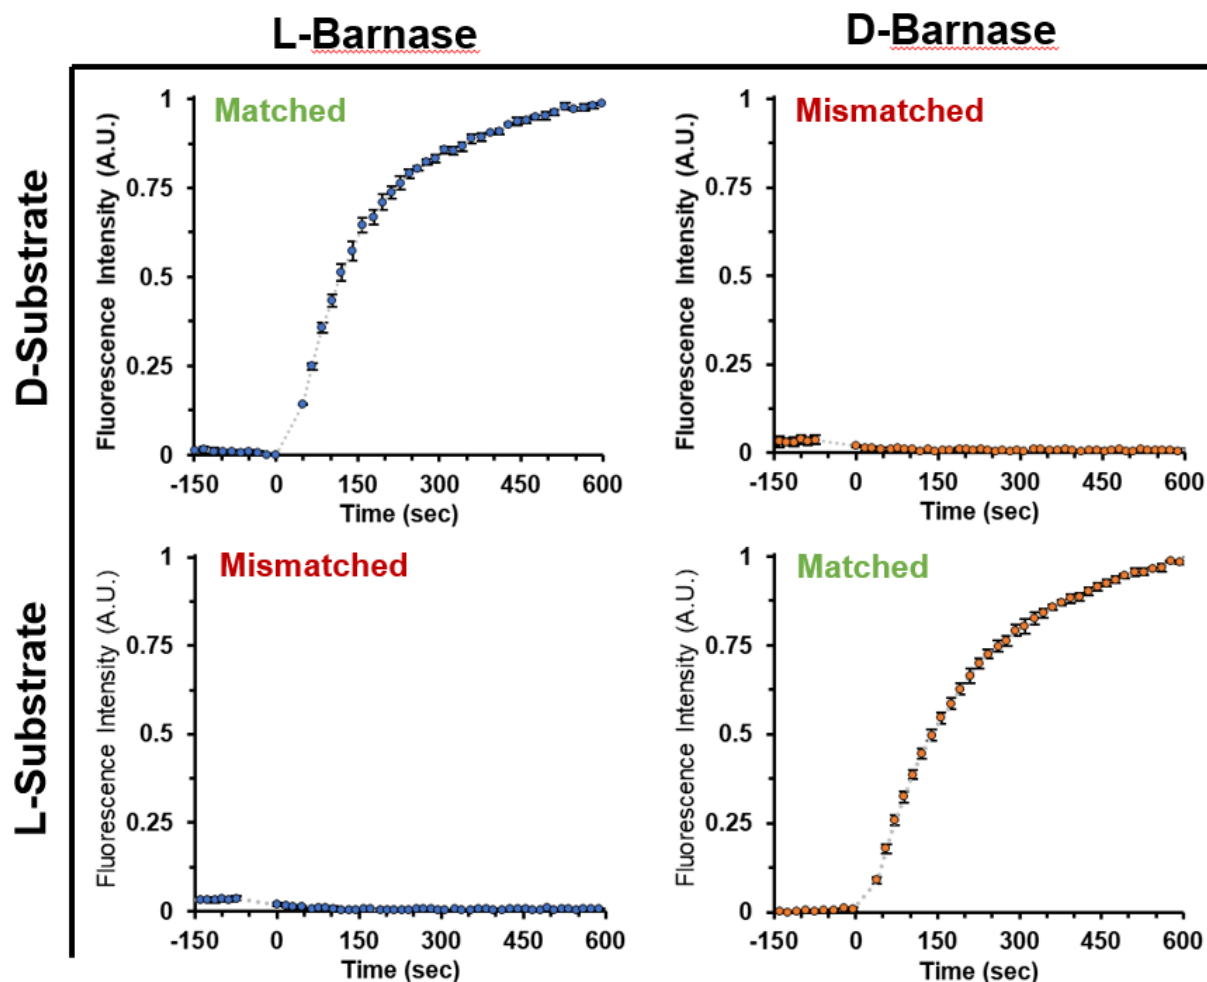 L-Barnase
D-Barnase
D-Substrate
Matched
Fluorescence Intensity (A.U.)
1
0.75
0.5
0.25
0
-150 0 150 300 450 600
Time (sec)
Mismatched
Fluorescence Intensity (A.U.)
1
0.75
0.5
0.25
0
-150 0 150 300 450 600
Time (sec)
L-Substrate
Mismatched
Fluorescence Intensity (A.U.)
1
0.75
0.5
0.25
0
-150 0 150 300 450 600
Time (sec)
Matched
Fluorescence Intensity (A.U.)
1
0.75
0.5
0.25
0
-150 0 150 300 450 600
Time (sec)